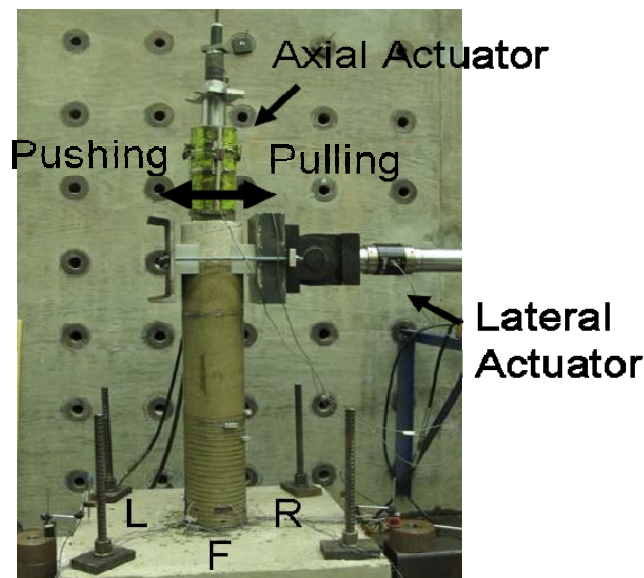 Axial Actuator
Pushing
Pulling
Lateral
Actuator
L
R
F